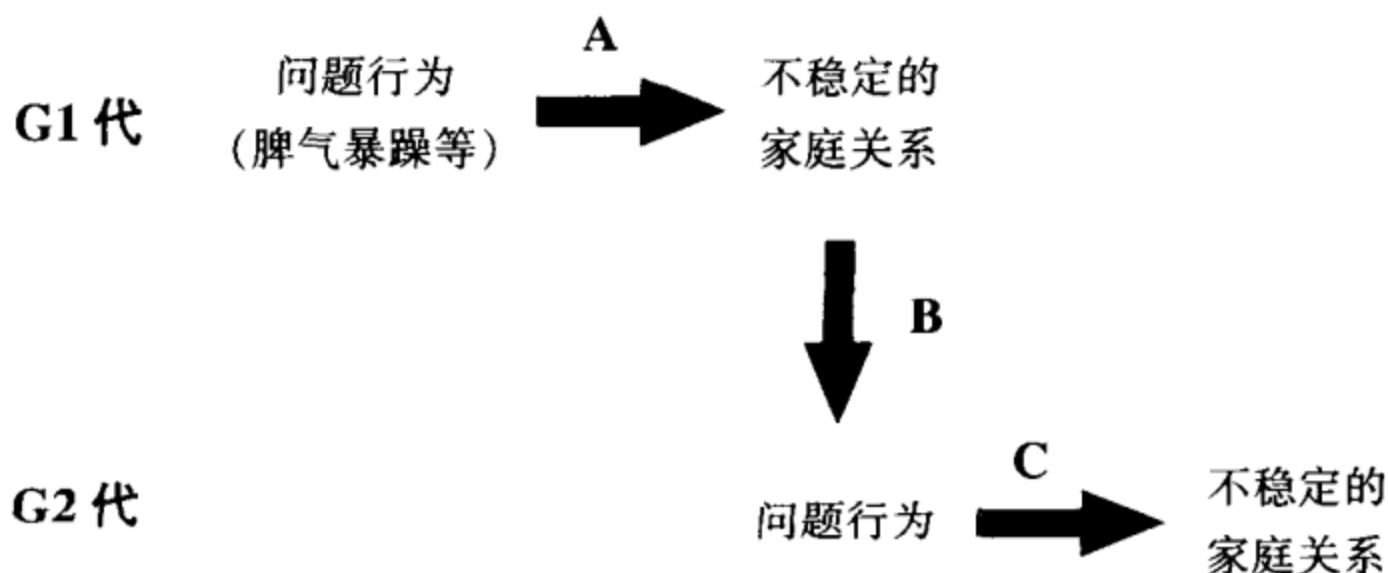 A
G1 代
问题行为
(脾气暴躁等)
不稳定的
家庭关系
B
G2 代
问题行为
C
不稳定的
家庭关系